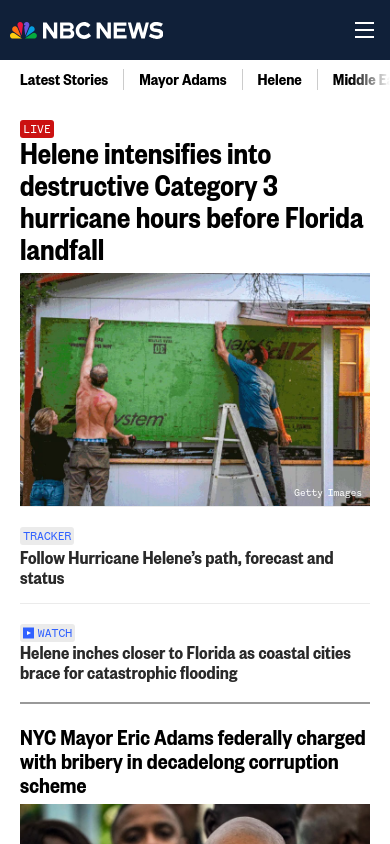 NBC NEWS
Latest Stories
Mayor Adams
Helene
Middle E
LIVE
Helene intensifies into
destructive Category 3
hurricane hours before Florida
landfall
ZIPsyste
Z ystem
Getty Images
TRACKER
Follow Hurricane Helene’s path, forecast and
status
WATCH
Helene inches closer to Florida as coastal cities
brace for catastrophic flooding
NYC Mayor Eric Adams federally charged
with bribery in decadelong corruption
scheme